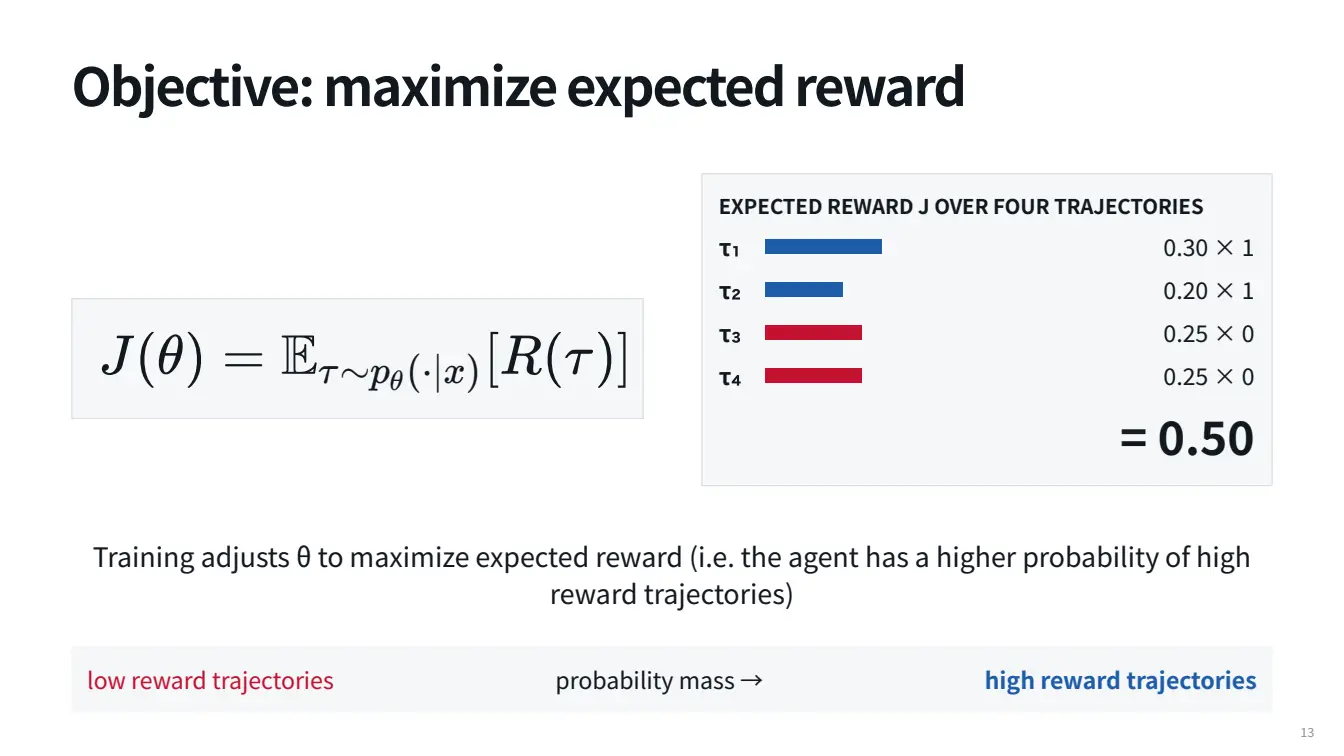 Objective: maximize expected reward
J(θ) = 𝔼τ∼pθ(·|x)[R(τ)]
EXPECTED REWARD J OVER FOUR TRAJECTORIES
τ₁ 0.30 × 1
τ₂ 0.20 × 1
τ₃ 0.25 × 0
τ₄ 0.25 × 0
= 0.50
Training adjusts θ to maximize expected reward (i.e. the agent has a higher probability of high
reward trajectories)
low reward trajectories probability mass → high reward trajectories
13